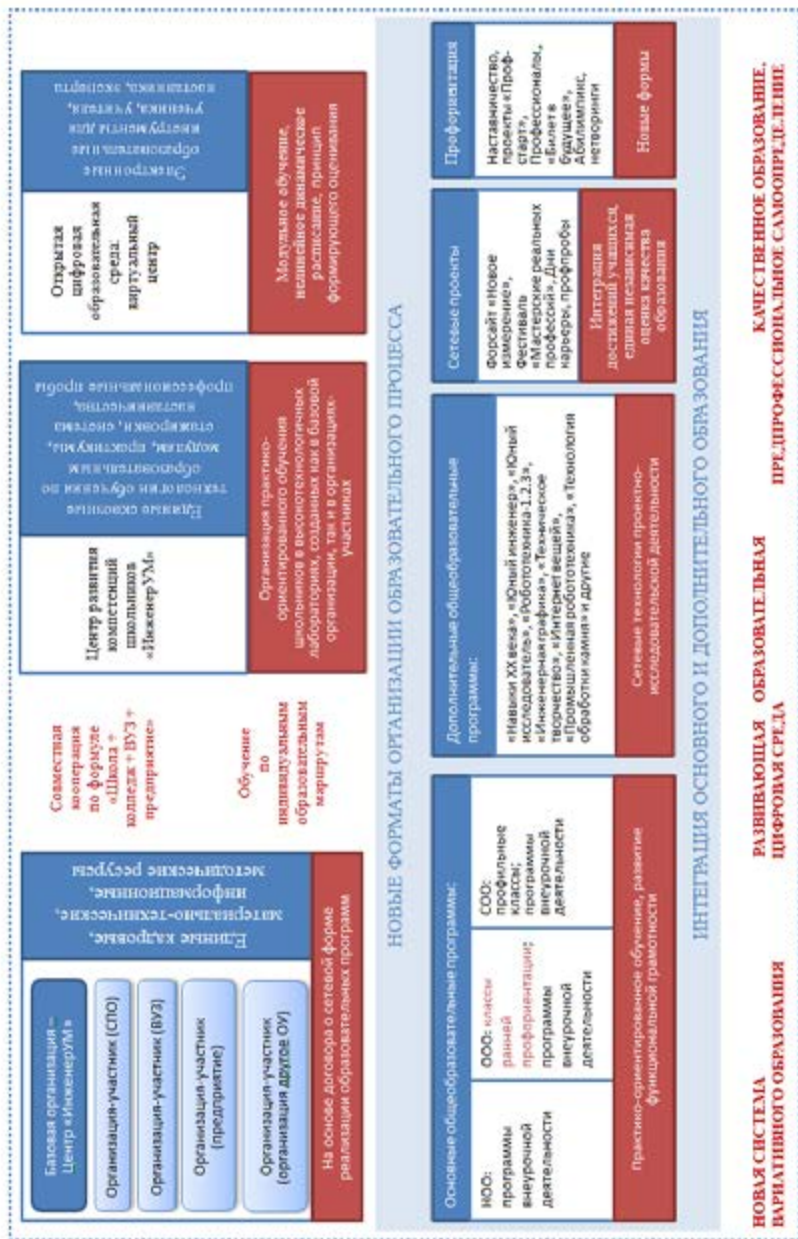 Базовая организация –
Центр «ИнженерУМ»
Организация-участник (СПО)
Организация-участник (ВУЗ)
Организация-участник
(предприятие)
Организация-участник
(организация другое ОУ)
Единые кадровые,
материально-технические,
информационные,
методические ресурсы
На основе договора о сетевой форме
реализации образовательных программ
Совместная
кооперация
по формуле
«Школа +
колледж + ВУЗ +
предприятие»
Обучение
по
индивидуальным
образовательным
маршрутам
Центр развития
компетенций
школьников
«ИнженерУМ»
Единые сквозные
технологии обучения по
образовательным
модулям, практикумы,
стажировки, система
наставничества,
профессиональные пробы
Организация практико-
ориентированного обучения
школьников в высокотехнологичных
лабораториях, созданных как в базовой
организации, так и в организациях-
участниках
Открытая
цифровая
образовательная
среда:
виртуальный
центр
Электронные
образовательные
инструменты для
ученика, учителя,
наставника, эксперта
Модульное обучение,
нелинейное динамическое
расписание, принцип
формирующего оценивания
НОВЫЕ ФОРМАТЫ ОРГАНИЗАЦИИ ОБРАЗОВАТЕЛЬНОГО ПРОЦЕССА
Основные общеобразовательные программы:
НОО:
программы
внеурочной
деятельности
ООО: классы
ранней
профориентации;
программы
внеурочной
деятельности
СОО:
профильные
классы;
программы
внеурочной
деятельности
Практико-ориентированное обучение, развитие
функциональной грамотности
Дополнительные общеобразовательные
программы:
«Навыки XX века», «Юный инженер», «Юный
исследователь», «Робототехника-1.2.3»,
«Инженерная графика», «Техническое
творчество», «Интернет вещей»,
«Промышленная робототехника», «Технология
обработки камня» и другие
Сетевые технологии проектно-
исследовательской деятельности
Сетевые проекты
Форсайт «Новое
измерение»,
Фестиваль
«Мастерские реальных
профессий», Дни
карьеры, профпробы
Интеграция
достижений учащихся,
единая независимая
оценка качества
образования
Профориентация
Наставничество,
проекты «Проф-
старт»,
Профессионалы,
«Билет в
будущее»,
Абилимпикс,
нетворинги
Новые формы
ИНТЕГРАЦИЯ ОСНОВНОГО И ДОПОЛНИТЕЛЬНОГО ОБРАЗОВАНИЯ
НОВАЯ СИСТЕМА
ВАРИАТИВНОГО ОБРАЗОВАНИЯ
РАЗВИВАЮЩАЯ ОБРАЗОВАТЕЛЬНАЯ
ЦИФРОВАЯ СРЕДА
КАЧЕСТВЕННОЕ ОБРАЗОВАНИЕ,
ПРЕДПРОФЕССИОНАЛЬНОЕ САМООПРЕДЕЛЕНИЕ